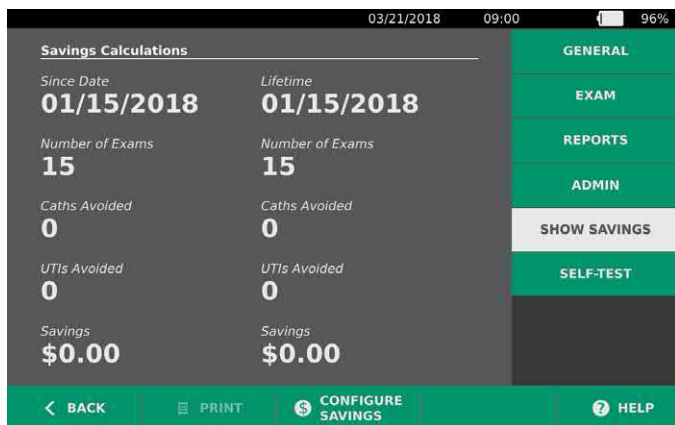 03/21/2018 09:00 96%
Savings Calculations
Since Date Lifetime
01/15/2018 01/15/2018
Number of Exams Number of Exams
15 15
Caths Avoided Caths Avoided
0 0
UTIs Avoided UTIs Avoided
0 0
Savings Savings
$0.00 $0.00
GENERAL
EXAM
REPORTS
ADMIN
SHOW SAVINGS
SELF-TEST
BACK PRINT $ CONFIGURE
SAVINGS ? HELP